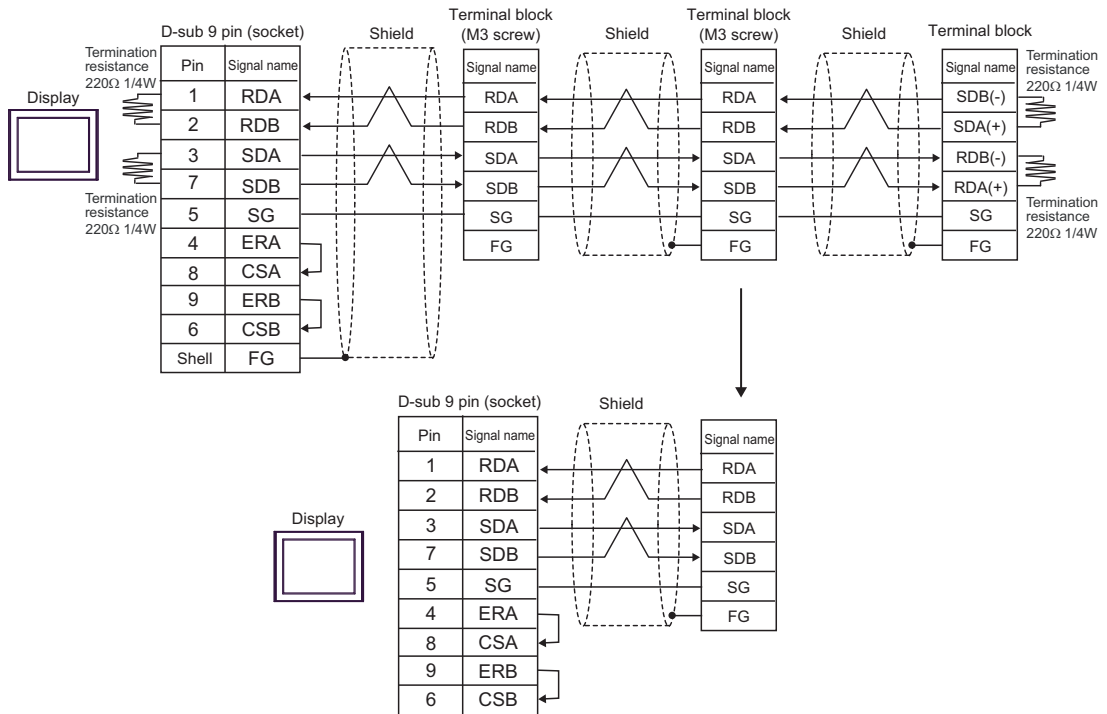 Terminal block
(M3 screw)
Terminal block
(M3 screw)
D-sub 9 pin (socket)
Shield
Shield
Shield
Terminal block
Termination
resistance
220Ω 1/4W
Pin Signal name
1 RDA
2 RDB
3 SDA
7 SDB
5 SG
4 ERA
8 CSA
9 ERB
6 CSB
Shell FG
Display
Termination
resistance
220Ω 1/4W
Signal name
RDA
RDB
SDA
SDB
SG
FG
Signal name
RDA
RDB
SDA
SDB
SG
FG
Signal name
SDB(-)
SDA(+)
RDB(-)
RDA(+)
SG
FG
Termination
resistance
220Ω 1/4W
Termination
resistance
220Ω 1/4W
D-sub 9 pin (socket)
Shield
Display
Pin Signal name
1 RDA
2 RDB
3 SDA
7 SDB
5 SG
4 ERA
8 CSA
9 ERB
6 CSB
Signal name
RDA
RDB
SDA
SDB
SG
FG